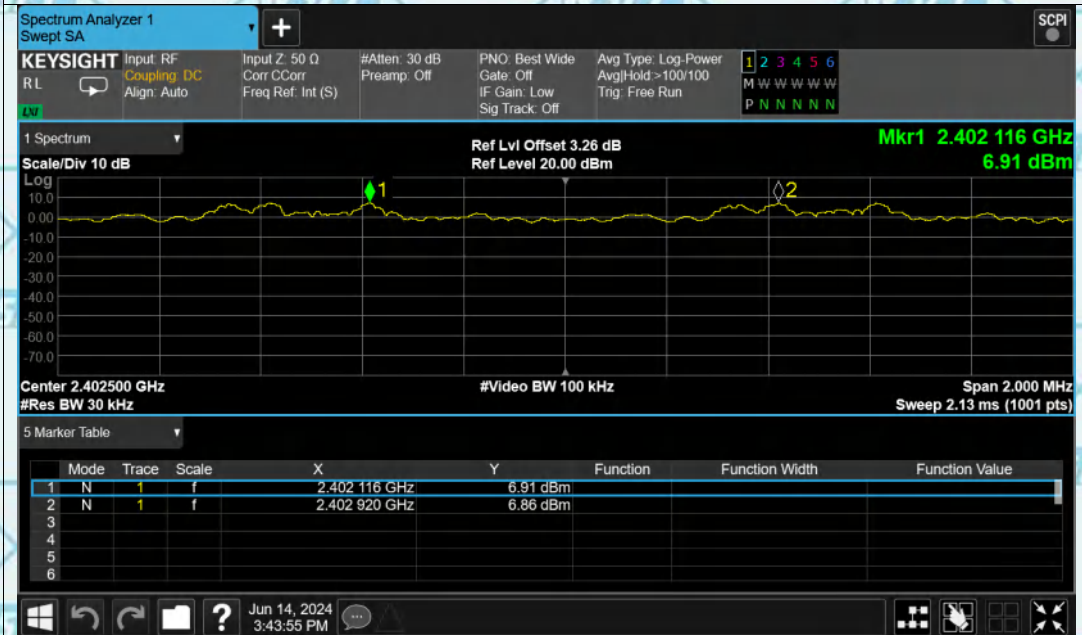 Spectrum Analyzer 1
Swept SA
+
SCPI
KEYSIGHT Input: RF Input Z: 50 Ω #Atten: 30 dB PNO: Best Wide Avg Type: Log-Power 1 2 3 4 5 6
RL Coupling: DC Corr CCorr Preamp: Off Gate: Off Avg|Hold:>100/100 M W W W W W
Align: Auto Freq Ref: Int (S) IF Gain: Low Trig: Free Run
LXI Sig Track: Off P N N N N N
1 Spectrum Ref Lvl Offset 3.26 dB Mkr1 2.402 116 GHz
Scale/Div 10 dB Ref Level 20.00 dBm 6.91 dBm
Log
10.0 1 2
0.00
-10.0
-20.0
-30.0
-40.0
-50.0
-60.0
-70.0
Center 2.402500 GHz #Video BW 100 kHz Span 2.000 MHz
#Res BW 30 kHz Sweep 2.13 ms (1001 pts)
5 Marker Table
Mode Trace Scale X Y Function Function Width Function Value
1 N 1 f 2.402 116 GHz 6.91 dBm
2 N 1 f 2.402 920 GHz 6.86 dBm
3
4
5
6
? Jun 14, 2024
3:43:55 PM